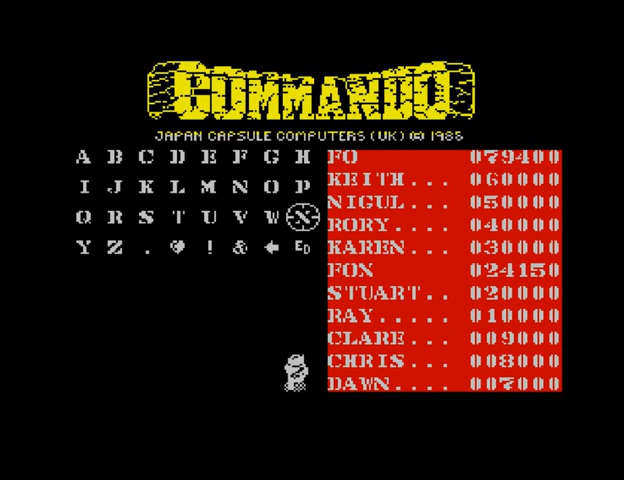 COMMANDO
JAPAN CAPSULE COMPUTERS (UK) © 1985
A B C D E F G H
I J K L M N O P
Q R S T U V W X
Y Z . ♥ ! & ← ED
FO 079400
KEITH... 060000
NIGUL... 050000
RORY.... 040000
KAREN... 030000
FOX 024150
STUART.. 020000
RAY..... 010000
CLARE... 009000
CHRIS... 008000
DAWN.... 007000